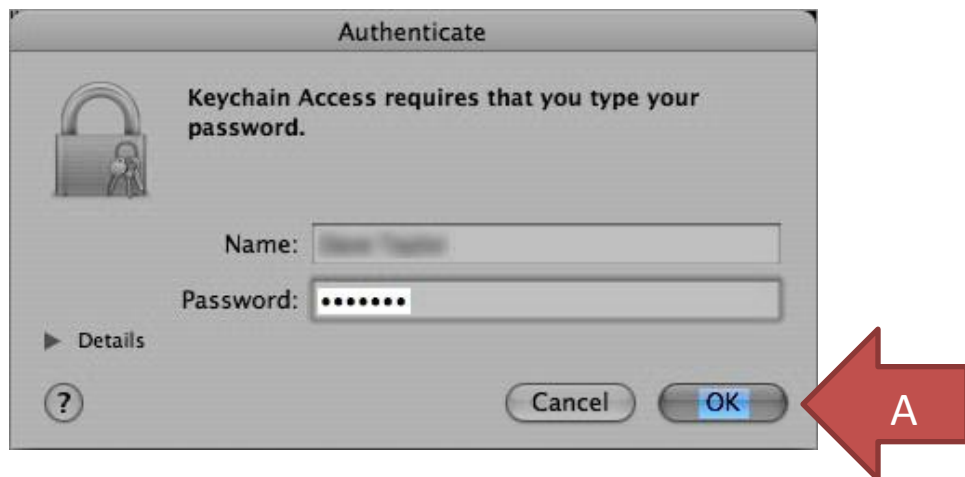 Authenticate
Keychain Access requires that you type your
password.
Name:
Password: •••••••
Details
? Cancel OK
A